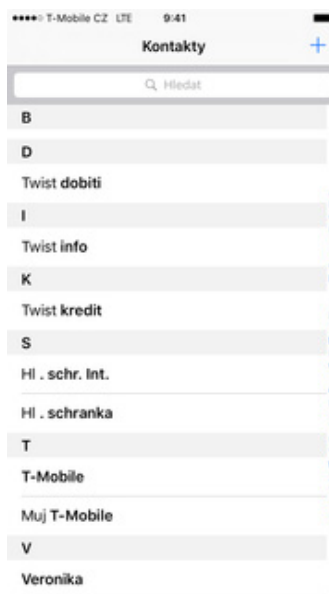 T-Mobile CZ LTE 9:41
Kontakty +
Hledat
B
D
Twist dobiti
I
Twist info
K
Twist kredit
S
Hl . schr. Int.
Hl . schranka
T
T-Mobile
Muj T-Mobile
V
Veronika